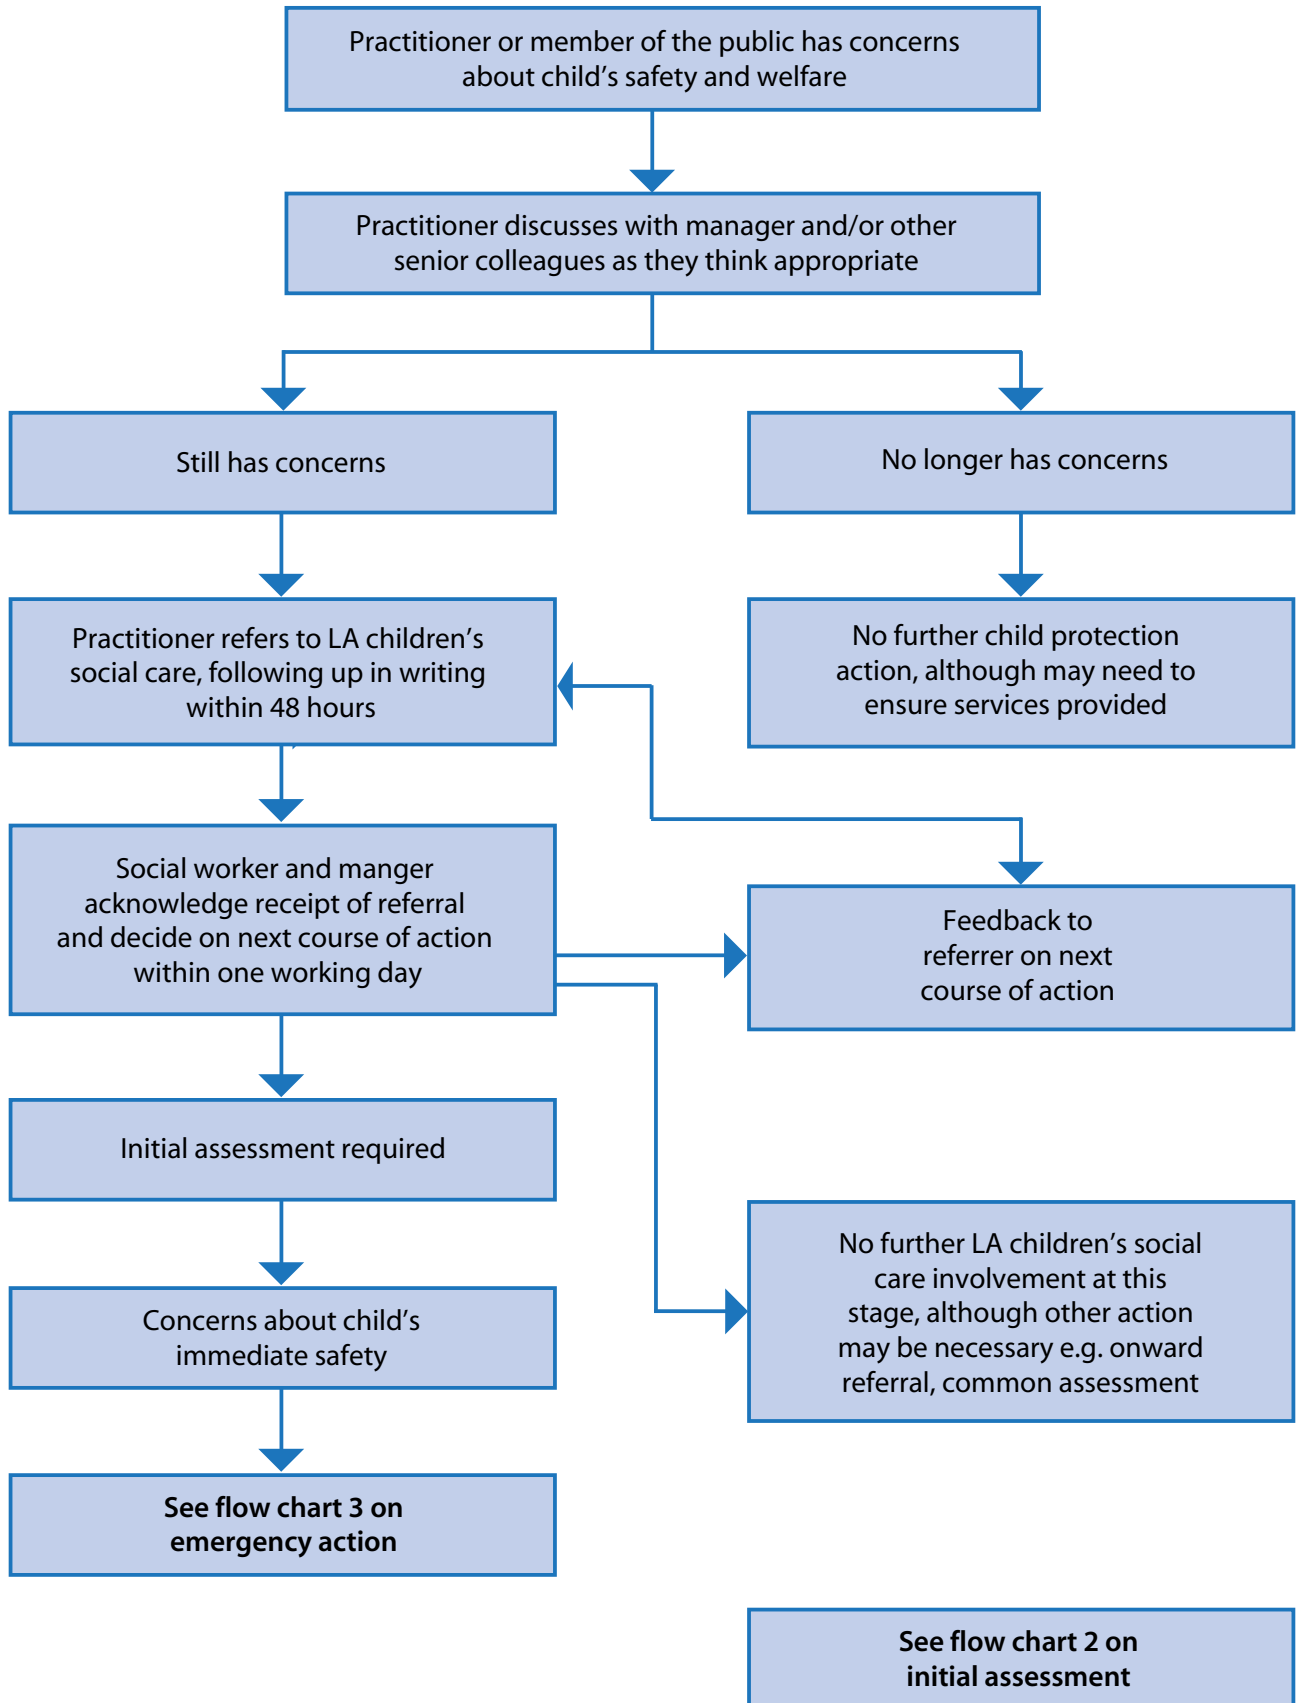 Practitioner or member of the public has concerns
about child’s safety and welfare
Practitioner discusses with manager and/or other
senior colleagues as they think appropriate
Still has concerns
No longer has concerns
Practitioner refers to LA children’s
social care, following up in writing
within 48 hours
No further child protection
action, although may need to
ensure services provided
Social worker and manger
acknowledge receipt of referral
and decide on next course of action
within one working day
Feedback to
referrer on next
course of action
Initial assessment required
No further LA children’s social
care involvement at this
stage, although other action
may be necessary e.g. onward
referral, common assessment
Concerns about child’s
immediate safety
See flow chart 3 on
emergency action
See flow chart 2 on
initial assessment